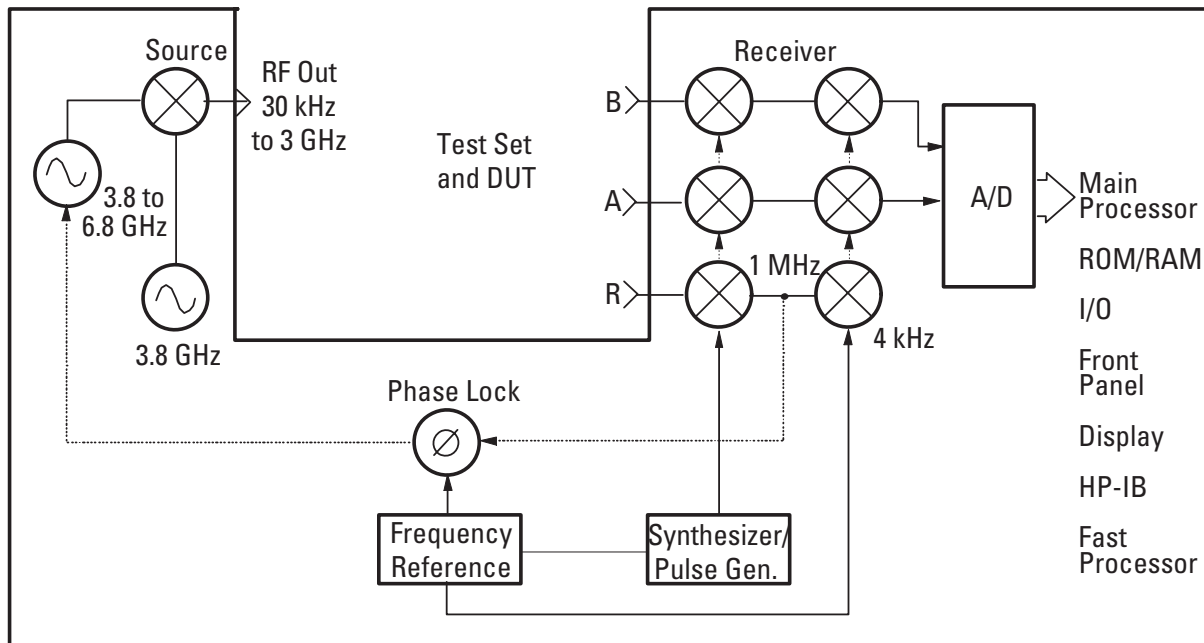 Source
RF Out
30 kHz
to 3 GHz
3.8 to
6.8 GHz
3.8 GHz
Test Set
and DUT
Receiver
B
A
R
1 MHz
4 kHz
A/D
Main
Processor
ROM/RAM
I/O
Front
Panel
Display
HP-IB
Fast
Processor
Phase Lock
Ø
Frequency
Reference
Synthesizer/
Pulse Gen.